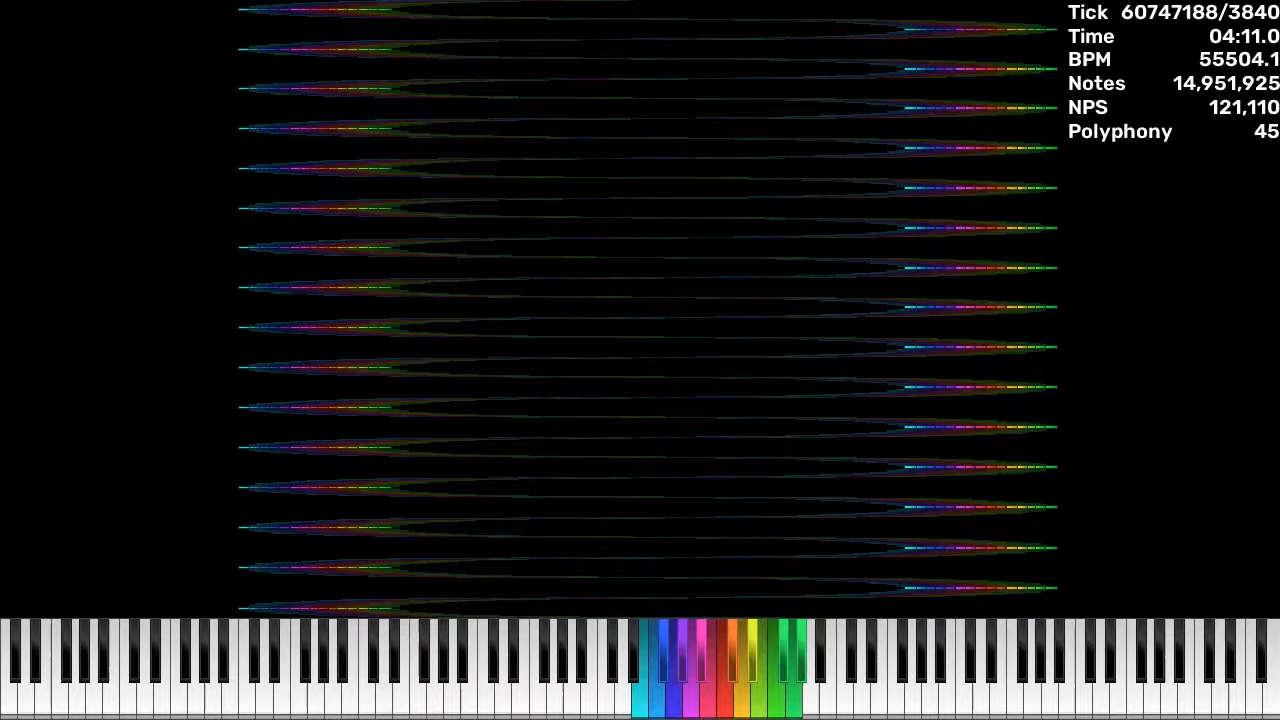 Tick 60747188/3840
Time 04:11.0
BPM 55504.1
Notes 14,951,925
NPS 121,110
Polyphony 45